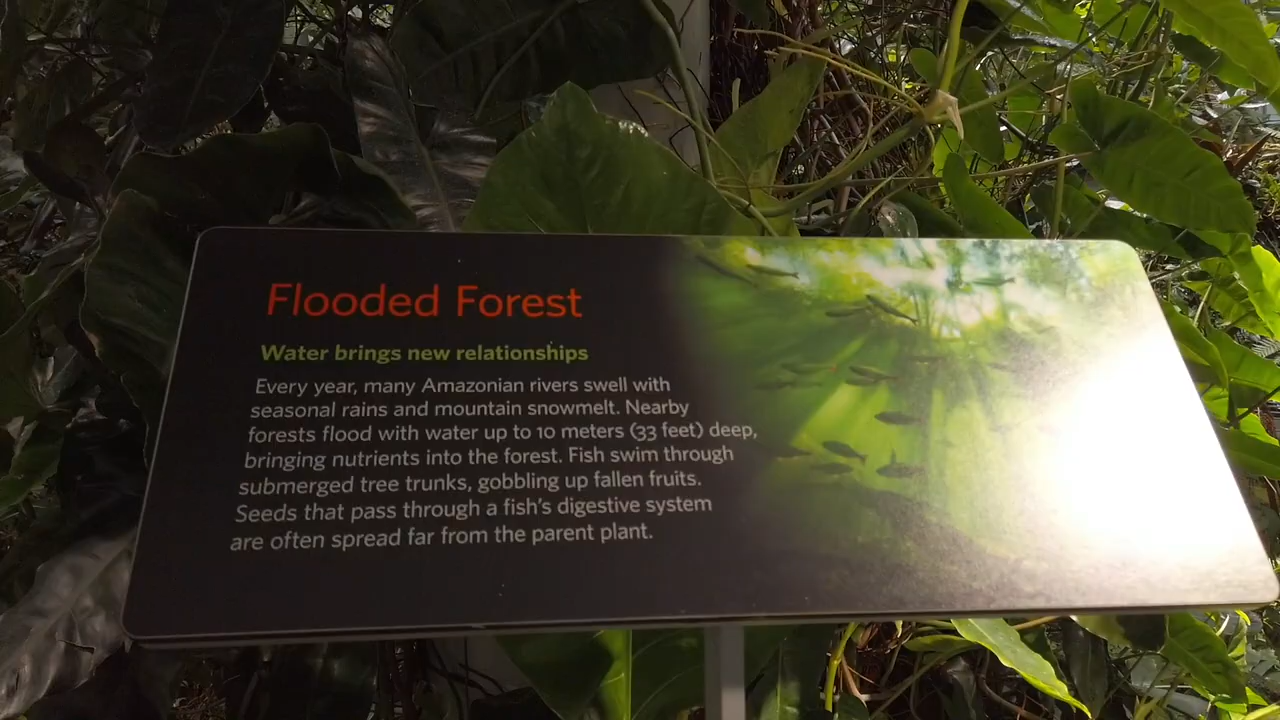 Flooded Forest
Water brings new relationships
Every year, many Amazonian rivers swell with
seasonal rains and mountain snowmelt. Nearby
forests flood with water up to 10 meters (33 feet) deep,
bringing nutrients into the forest. Fish swim through
submerged tree trunks, gobbling up fallen fruits.
Seeds that pass through a fish's digestive system
are often spread far from the parent plant.